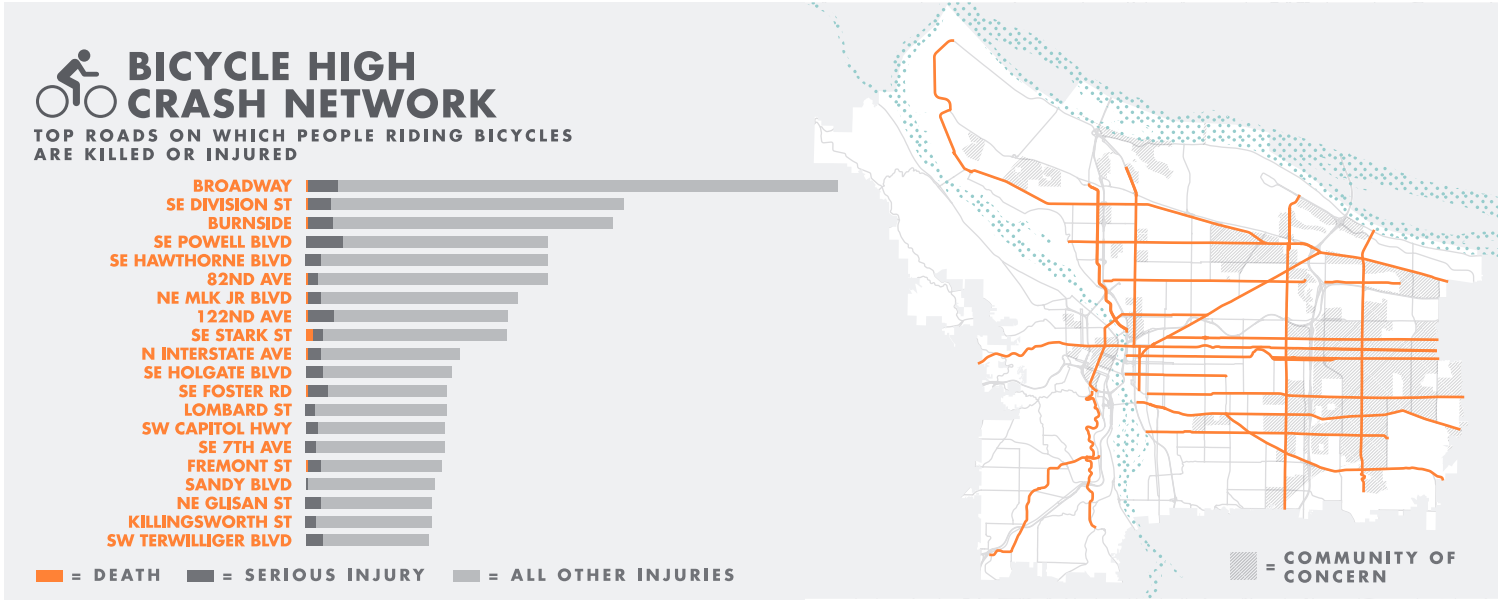 BICYCLE HIGH
CRASH NETWORK
TOP ROADS ON WHICH PEOPLE RIDING BICYCLES
ARE KILLED OR INJURED
BROADWAY
SE DIVISION ST
BURNSIDE
SE POWELL BLVD
SE HAWTHORNE BLVD
82ND AVE
NE MLK JR BLVD
122ND AVE
SE STARK ST
N INTERSTATE AVE
SE HOLGATE BLVD
SE FOSTER RD
LOMBARD ST
SW CAPITOL HWY
SE 7TH AVE
FREMONT ST
SANDY BLVD
NE GLISAN ST
KILLINGSWORTH ST
SW TERWILLIGER BLVD
= DEATH = SERIOUS INJURY = ALL OTHER INJURIES
= COMMUNITY OF
CONCERN